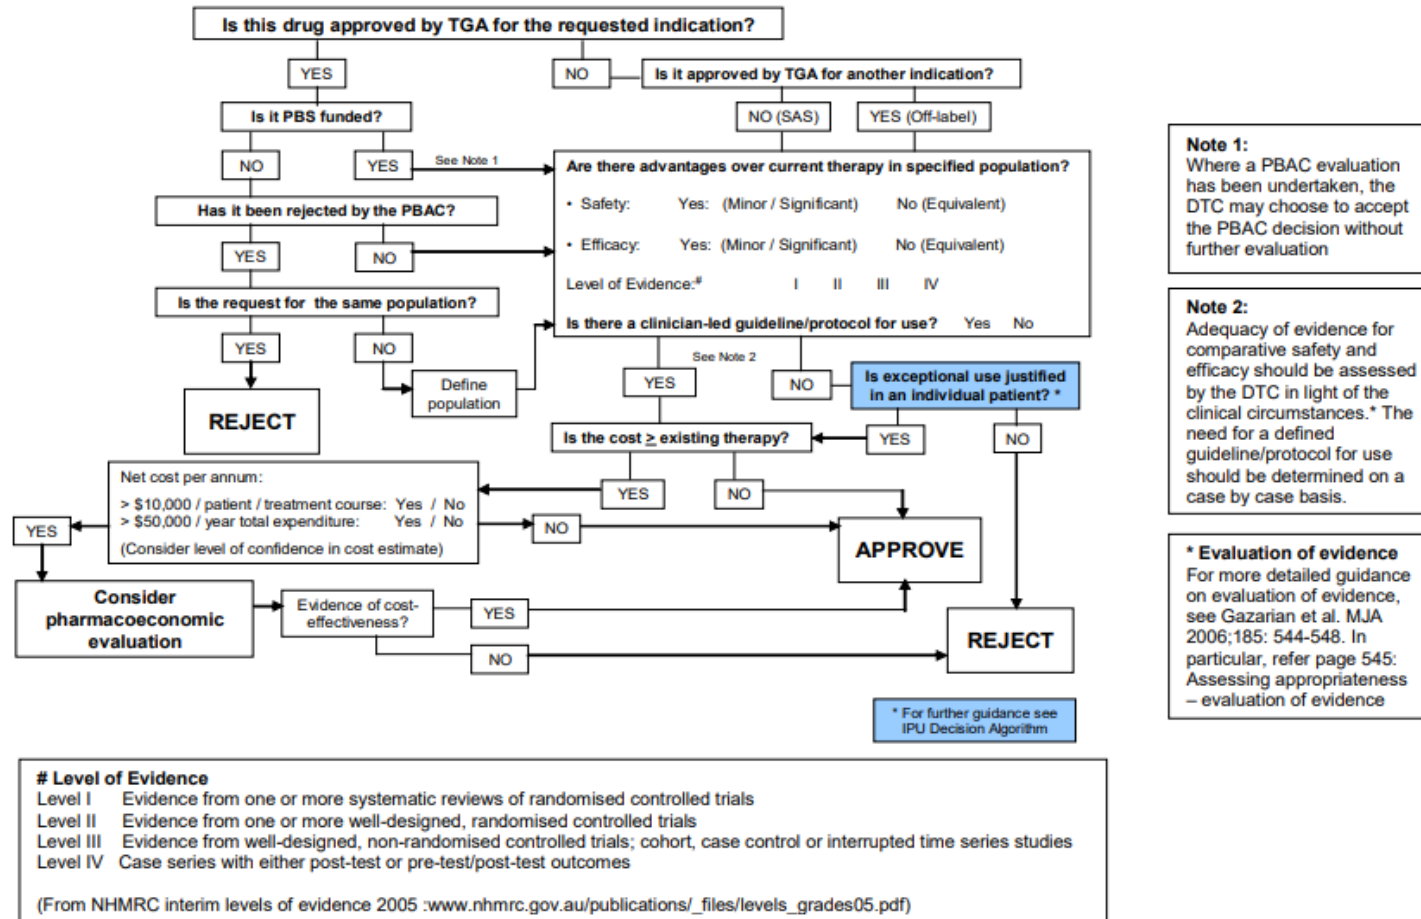 Is this drug approved by TGA for the requested indication?
YES
NO
Is it approved by TGA for another indication?
Is it PBS funded?
NO (SAS)
YES (Off-label)
NO
YES
See Note 1
Are there advantages over current therapy in specified population?
• Safety: Yes: (Minor / Significant) No (Equivalent)
• Efficacy: Yes: (Minor / Significant) No (Equivalent)
Level of Evidence:# I II III IV
Is there a clinician-led guideline/protocol for use? Yes No
Has it been rejected by the PBAC?
YES
NO
Is the request for the same population?
YES
NO
REJECT
Define
population
See Note 2
YES
NO
Is exceptional use justified
in an individual patient? *
Is the cost ≥ existing therapy?
YES
NO
YES
NO
Net cost per annum:
> $10,000 / patient / treatment course: Yes / No
> $50,000 / year total expenditure: Yes / No
(Consider level of confidence in cost estimate)
YES
NO
APPROVE
Consider
pharmacoeconomic
evaluation
Evidence of cost-
effectiveness?
YES
NO
REJECT
* For further guidance see
IPU Decision Algorithm
Note 1:
Where a PBAC evaluation
has been undertaken, the
DTC may choose to accept
the PBAC decision without
further evaluation
Note 2:
Adequacy of evidence for
comparative safety and
efficacy should be assessed
by the DTC in light of the
clinical circumstances.* The
need for a defined
guideline/protocol for use
should be determined on a
case by case basis.
* Evaluation of evidence
For more detailed guidance
on evaluation of evidence,
see Gazarian et al. MJA
2006;185: 544-548. In
particular, refer page 545:
Assessing appropriateness
– evaluation of evidence
# Level of Evidence
Level I Evidence from one or more systematic reviews of randomised controlled trials
Level II Evidence from one or more well-designed, randomised controlled trials
Level III Evidence from well-designed, non-randomised controlled trials; cohort, case control or interrupted time series studies
Level IV Case series with either post-test or pre-test/post-test outcomes
(From NHMRC interim levels of evidence 2005 :www.nhmrc.gov.au/publications/_files/levels_grades05.pdf)